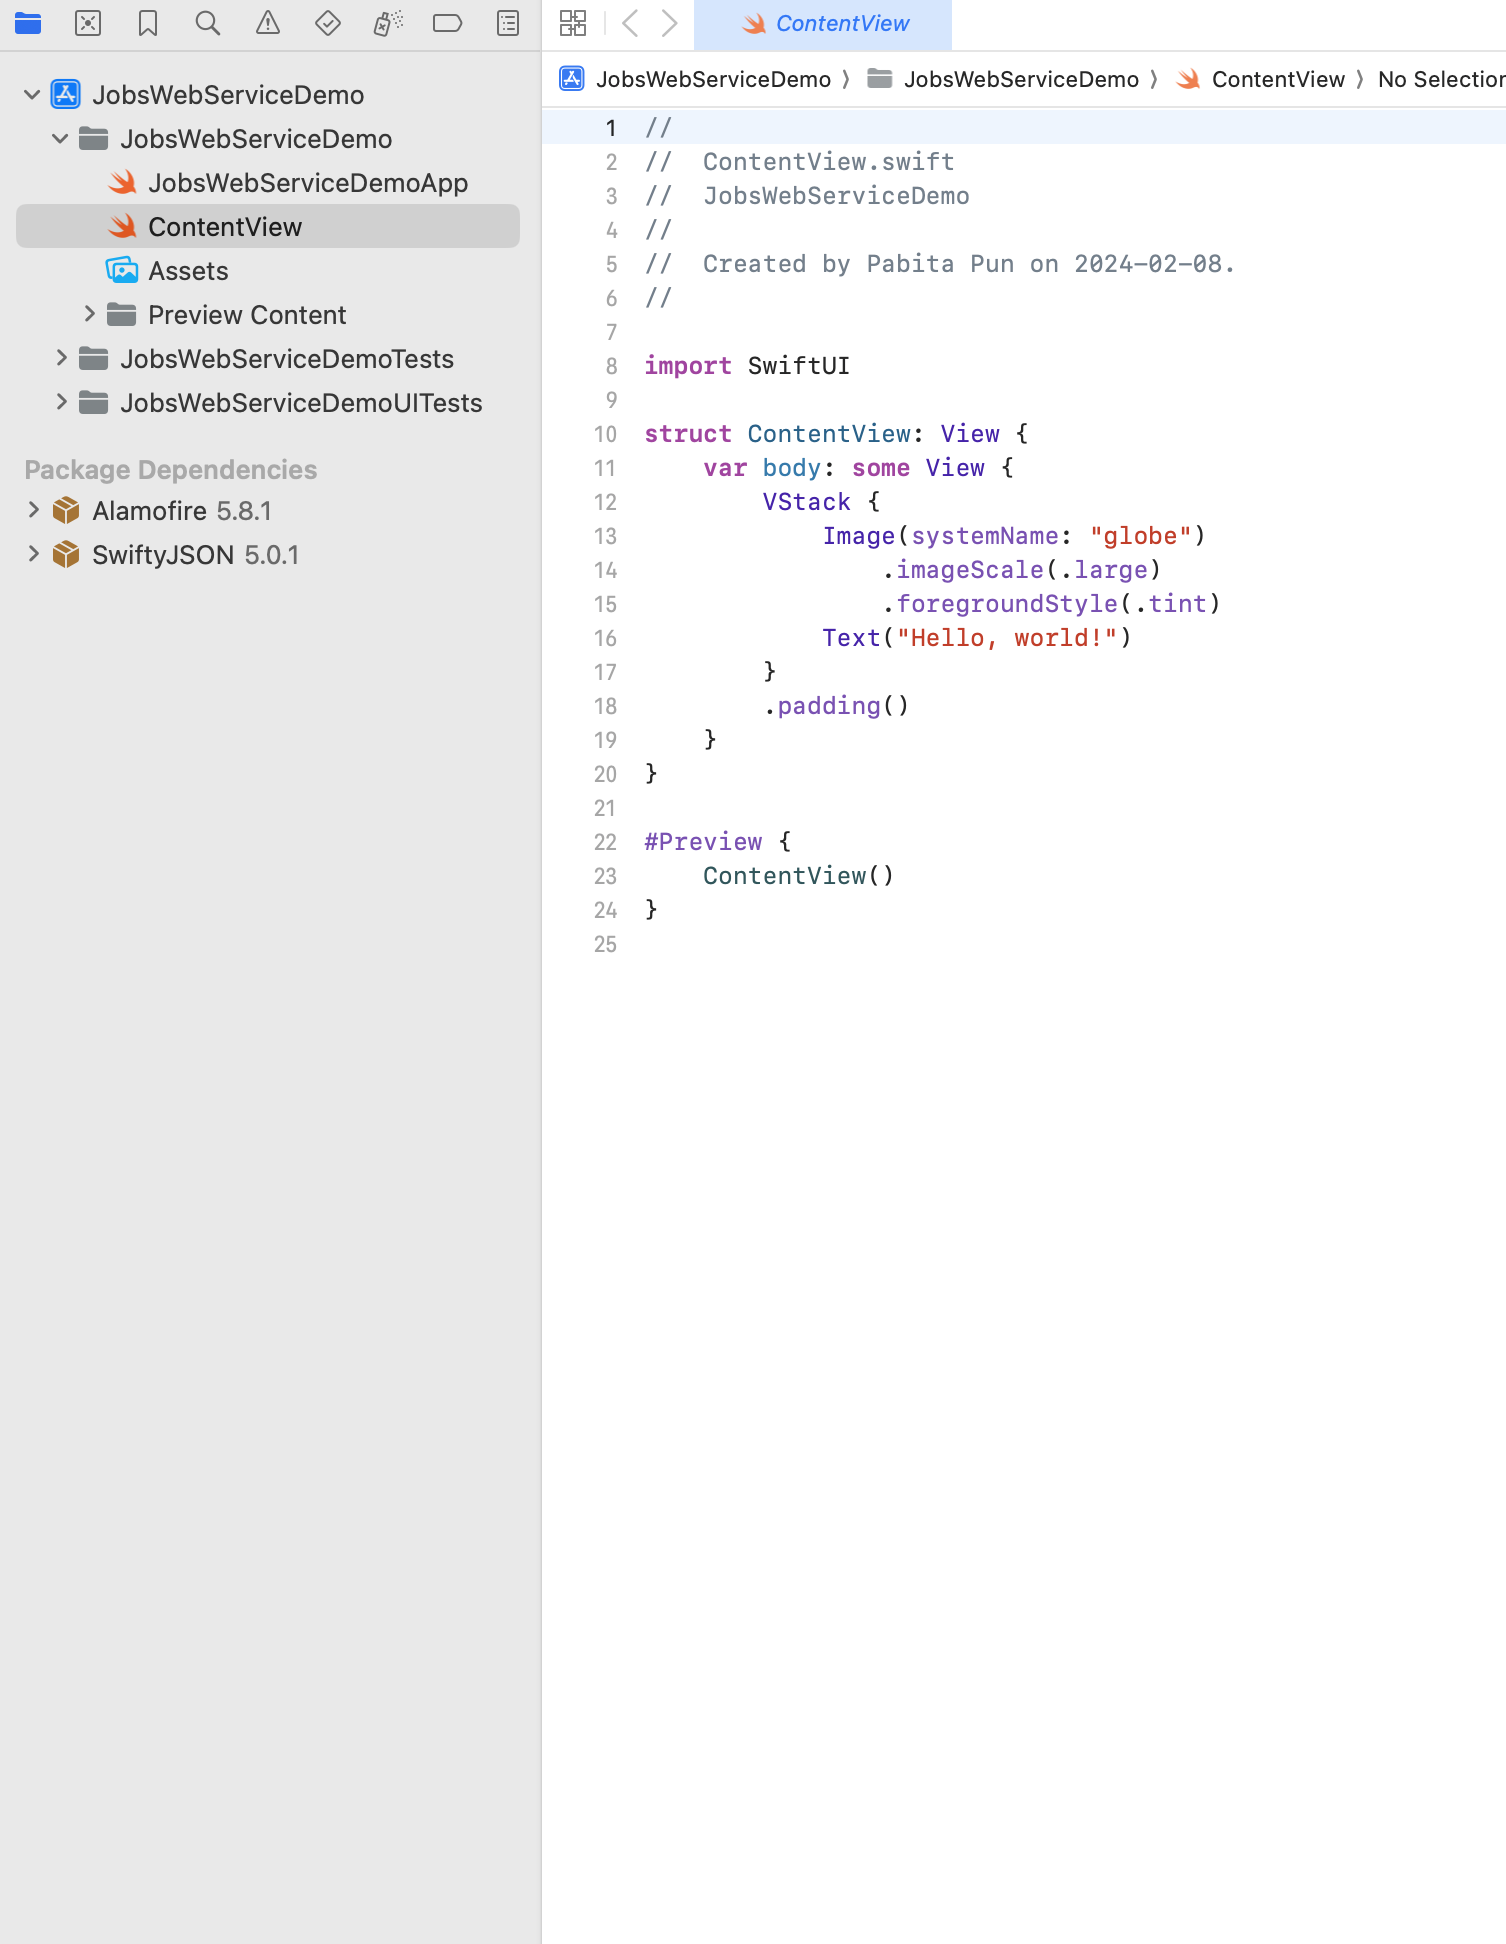 JobsWebServiceDemo
JobsWebServiceDemo
JobsWebServiceDemoApp
ContentView
Assets
Preview Content
JobsWebServiceDemoTests
JobsWebServiceDemoUITests
Package Dependencies
Alamofire 5.8.1
SwiftyJSON 5.0.1
ContentView
JobsWebServiceDemo 〉 JobsWebServiceDemo 〉 ContentView 〉 No Selection
1 //
2 //  ContentView.swift
3 //  JobsWebServiceDemo
4 //
5 //  Created by Pabita Pun on 2024-02-08.
6 //
7
8 import SwiftUI
9
10 struct ContentView: View {
11     var body: some View {
12         VStack {
13             Image(systemName: "globe")
14                 .imageScale(.large)
15                 .foregroundStyle(.tint)
16             Text("Hello, world!")
17         }
18         .padding()
19     }
20 }
21
22 #Preview {
23     ContentView()
24 }
25